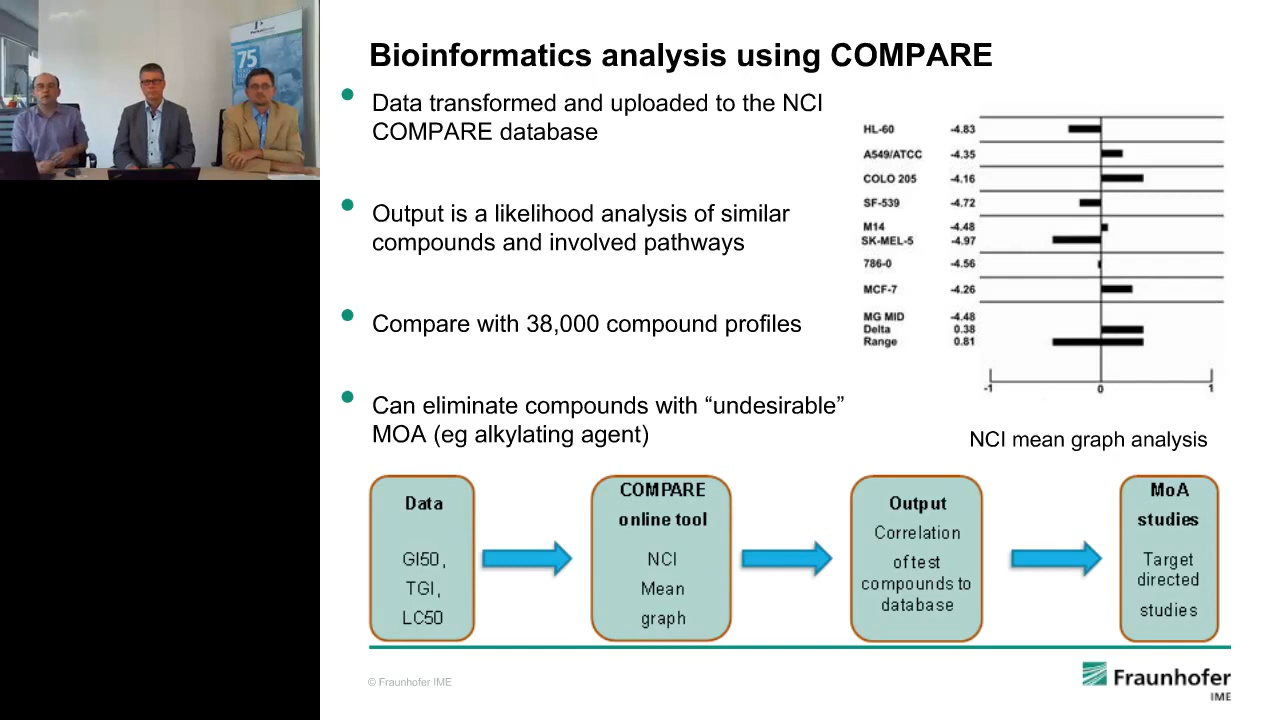 75
Bioinformatics analysis using COMPARE
Data transformed and uploaded to the NCI
COMPARE database
Output is a likelihood analysis of similar
compounds and involved pathways
Compare with 38,000 compound profiles
Can eliminate compounds with “undesirable”
MOA (eg alkylating agent)
HL-60 -4.83
A549/ATCC -4.35
COLO 205 -4.16
SF-539 -4.72
M14 -4.48
SK-MEL-5 -4.97
786-0 -4.56
MCF-7 -4.26
MG MID -4.48
Delta 0.38
Range 0.81
-1 0 1
NCI mean graph analysis
Data
GI50,
TGI,
LC50
COMPARE
online tool
NCI
Mean
graph
Output
Correlation
of test
compounds to
database
MoA
studies
Target
directed
studies
© Fraunhofer IME
Fraunhofer
IME